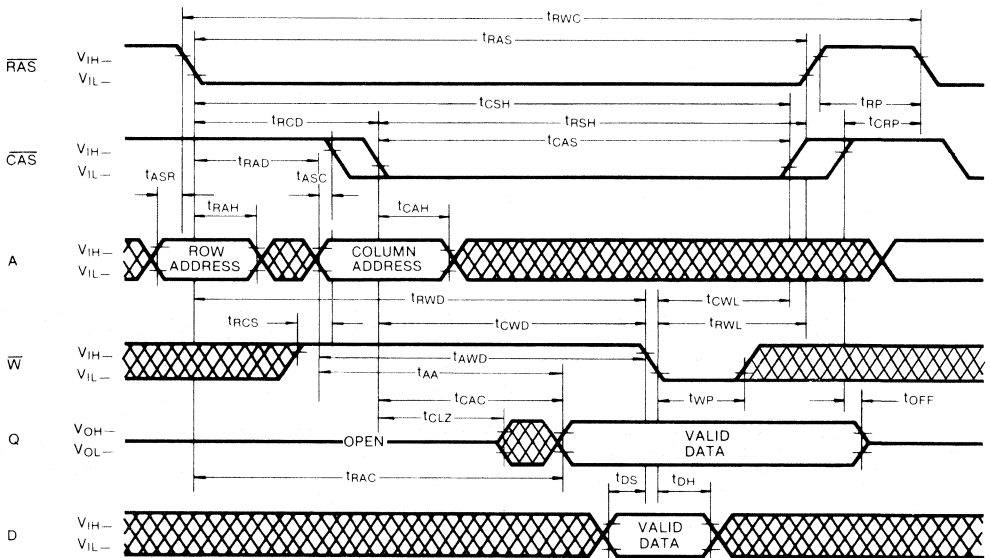 tRWC
tRAS
RAS
VIH
VIL
tCSH
tRP
tRCD
tRSH
tCRP
CAS
VIH
VIL
tCAS
tRAD
tASR
tASC
tRAH
tCAH
A
VIH
VIL
ROW ADDRESS
COLUMN ADDRESS
tRWD
tCWL
tRCS
tCWD
tRWL
W
VIH
VIL
tAWD
tAA
tCAC
tWP
tOFF
tCLZ
Q
VOH
VOL
OPEN
VALID DATA
tRAC
tDS
tDH
D
VIH
VIL
VALID DATA